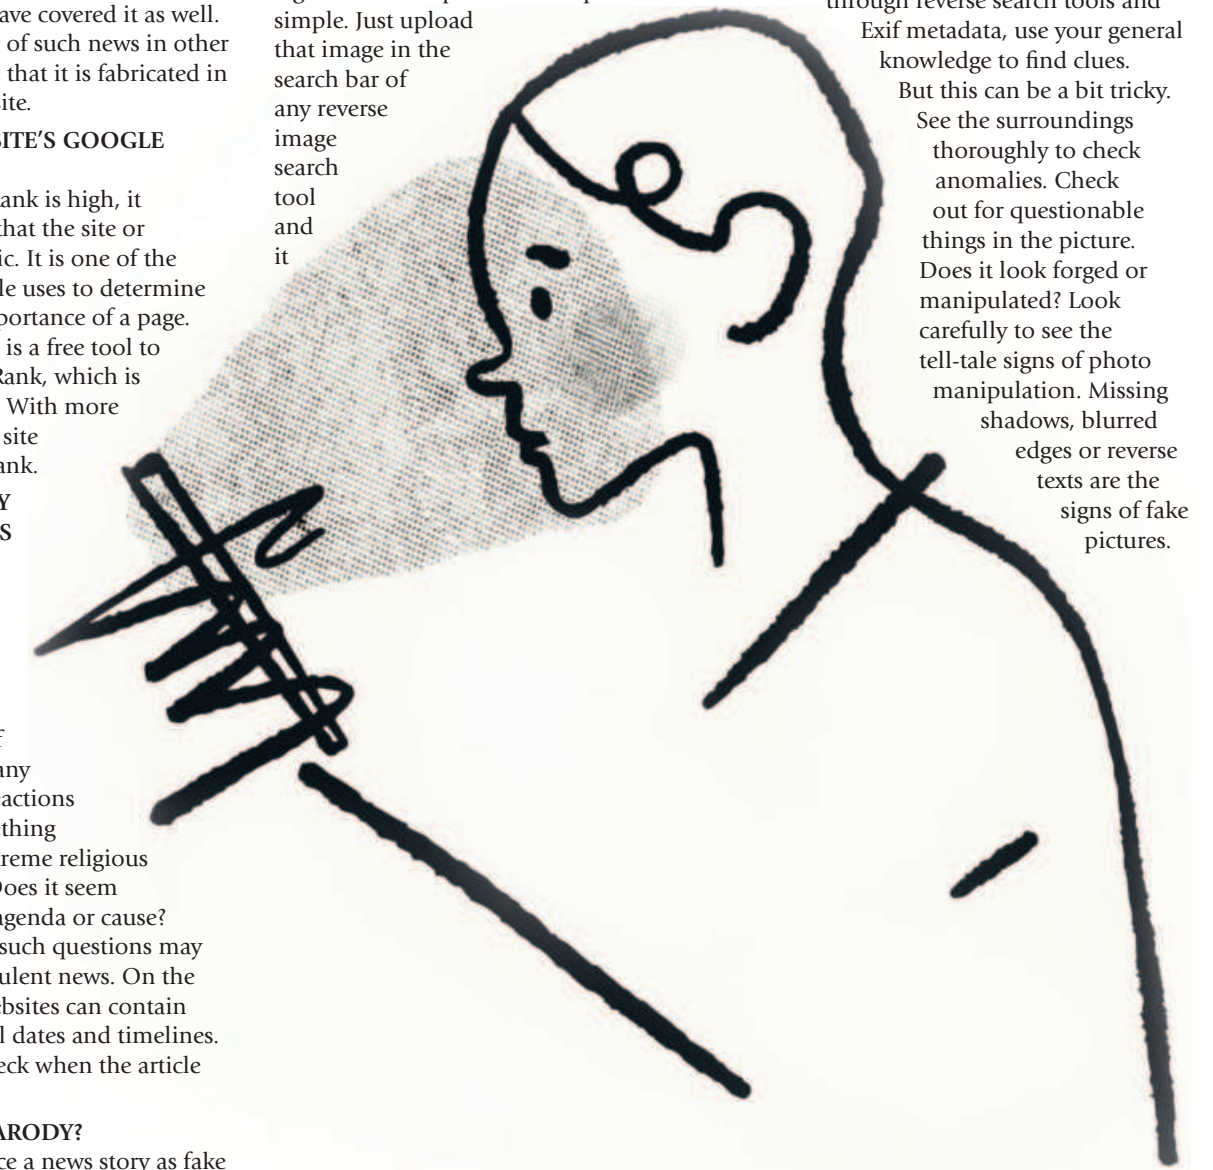 ave covered it as well.
of such news in other
that it is fabricated in
site.
SITE’S GOOGLE
ank is high, it
that the site or
ic. It is one of the
le uses to determine
portance of a page.
is a free tool to
Rank, which is
With more
site
ank.
Y
S
f
any
eactions
ething
treme religious
Does it seem
agenda or cause?
such questions may
ulent news. On the
ebsites can contain
l dates and timelines.
eck when the article
ARODY?
ce a news story as fake
simple. Just upload
that image in the
search bar of
any reverse
image
search
tool
and
it
through reverse search tools and
Exif metadata, use your general
knowledge to find clues.
But this can be a bit tricky.
See the surroundings
thoroughly to check
anomalies. Check
out for questionable
things in the picture.
Does it look forged or
manipulated? Look
carefully to see the
tell-tale signs of photo
manipulation. Missing
shadows, blurred
edges or reverse
texts are the
signs of fake
pictures.